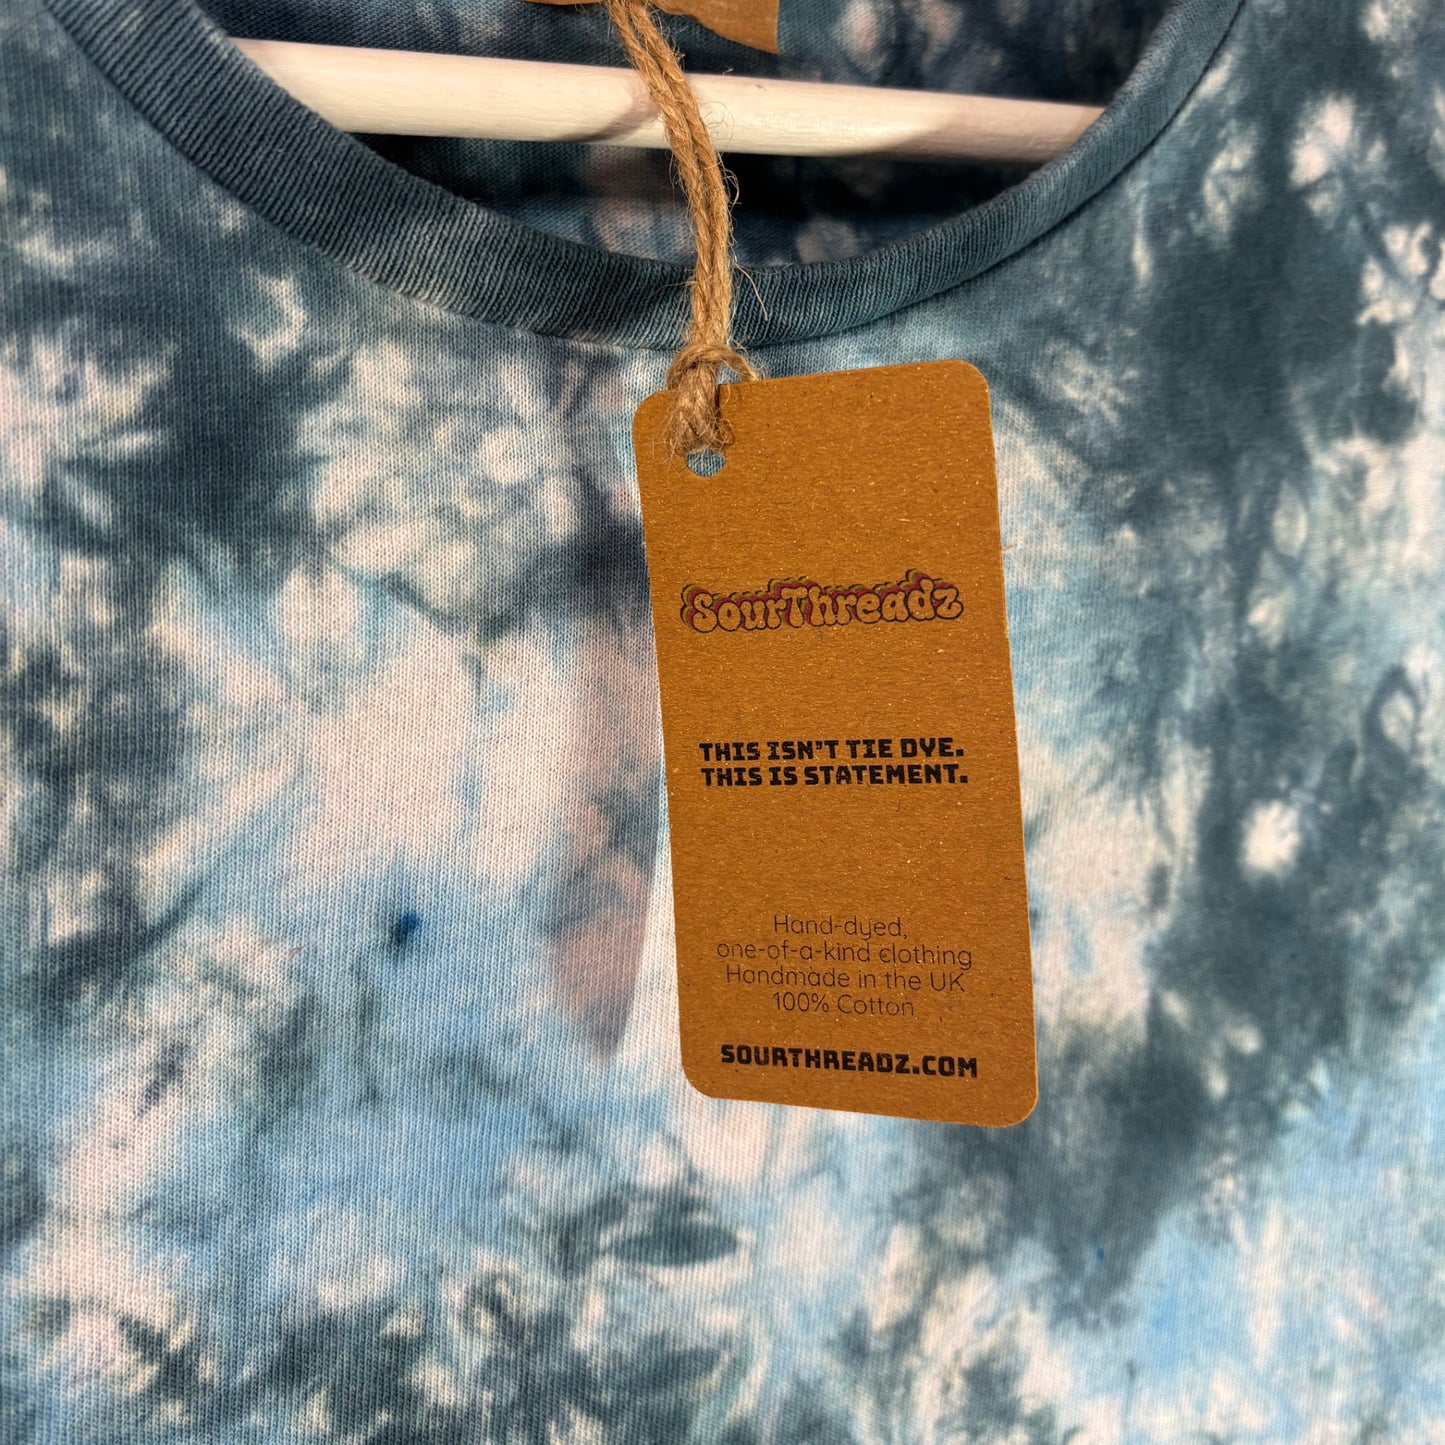 SourThreadz
THIS ISN'T TIE DYE.
THIS IS STATEMENT.
Hand-dyed,
one-of-a-kind clothing
Handmade in the UK
100% Cotton
SOURTHREADZ.COM